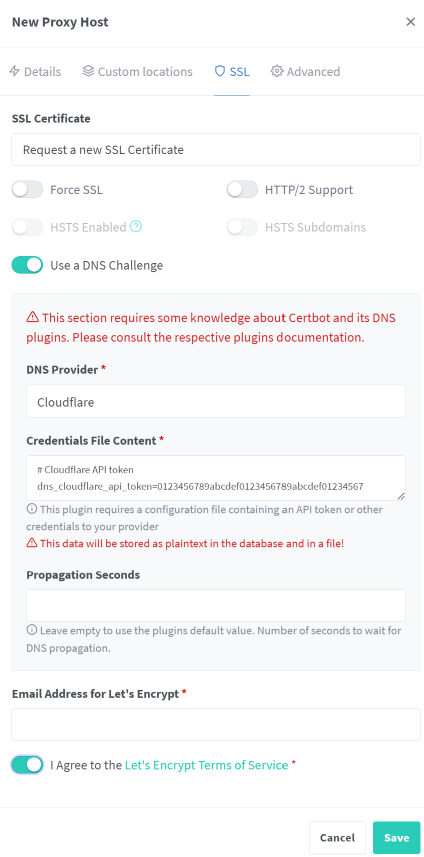 New Proxy Host
Details Custom locations SSL Advanced
SSL Certificate
Request a new SSL Certificate
Force SSL HTTP/2 Support
HSTS Enabled HSTS Subdomains
Use a DNS Challenge
This section requires some knowledge about Certbot and its DNS
plugins. Please consult the respective plugins documentation.
DNS Provider *
Cloudflare
Credentials File Content *
# Cloudflare API token
dns_cloudflare_api_token=0123456789abcdef0123456789abcdef01234567
This plugin requires a configuration file containing an API token or other
credentials to your provider
This data will be stored as plaintext in the database and in a file!
Propagation Seconds
Leave empty to use the plugins default value. Number of seconds to wait for
DNS propagation.
Email Address for Let's Encrypt *
I Agree to the Let's Encrypt Terms of Service *
Cancel Save